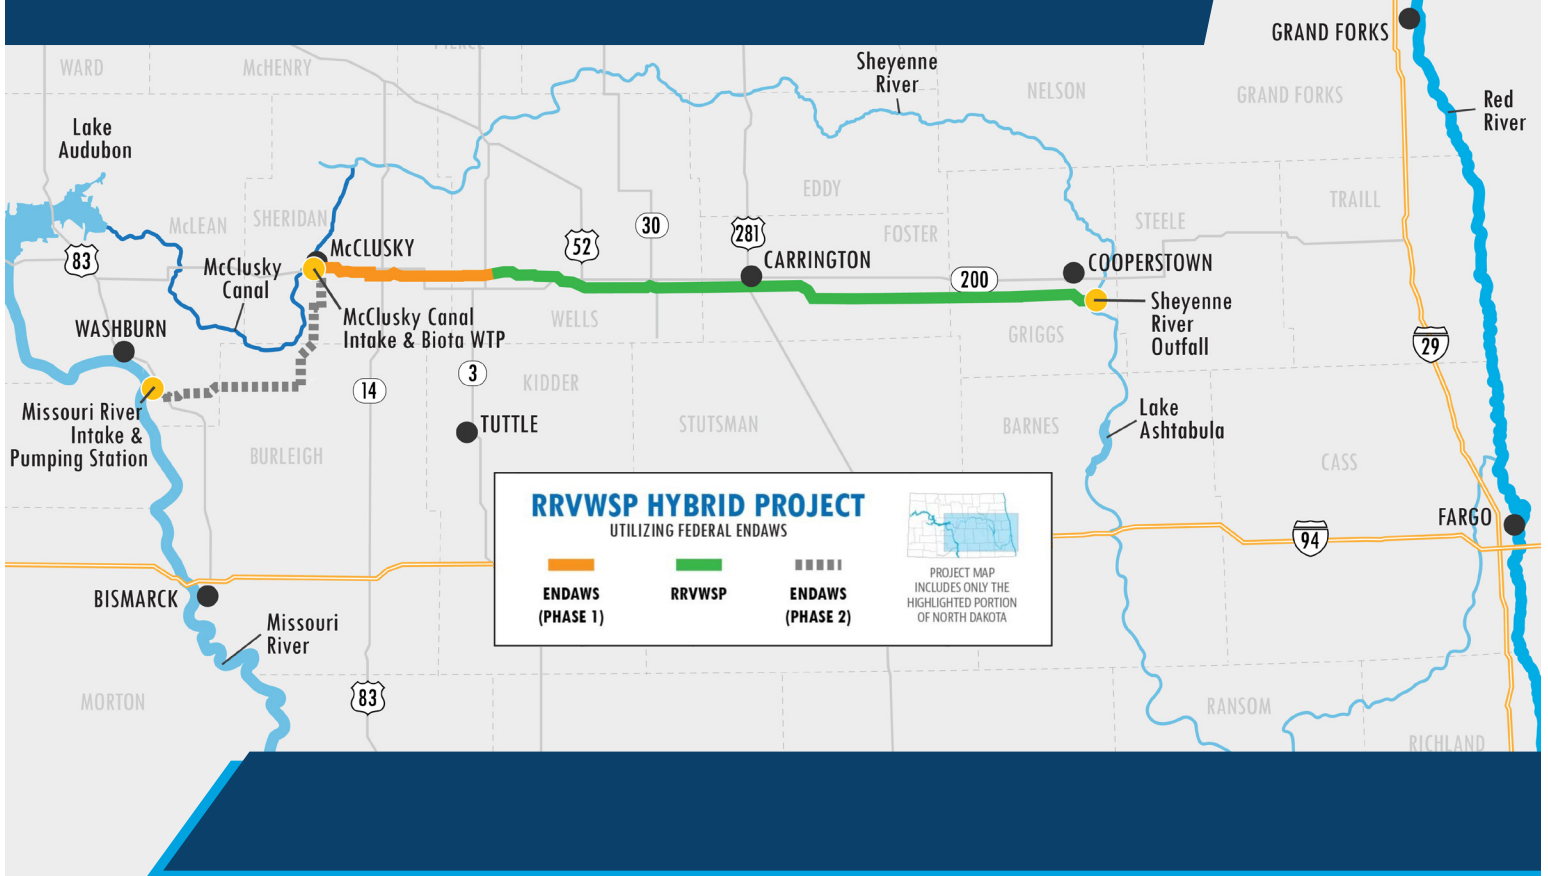 GRAND FORKS
PIERCE
WARD
McHENRY
Sheyenne
River
NELSON
GRAND FORKS
Red
River
Lake
Audubon
EDDY
TRAILL
McLEAN
SHERIDAN
STEELE
30
281
FOSTER
52
McCLUSKY
83
McClusky
Canal
CARRINGTON
COOPERSTOWN
200
Sheyenne
River
Outfall
McClusky Canal
Intake & Biota WTP
WELLS
GRIGGS
WASHBURN
29
14
3
KIDDER
Missouri River
Intake &
Pumping Station
TUTTLE
STUTSMAN
BARNES
Lake
Ashtabula
BURLEIGH
CASS
RRVWSP HYBRID PROJECT
UTILIZING FEDERAL ENDAWS
ENDAWS
(PHASE 1)
RRVWSP
ENDAWS
(PHASE 2)
PROJECT MAP
INCLUDES ONLY THE
HIGHLIGHTED PORTION
OF NORTH DAKOTA
FARGO
94
BISMARCK
Missouri
River
83
MORTON
RANSOM
RICHLAND